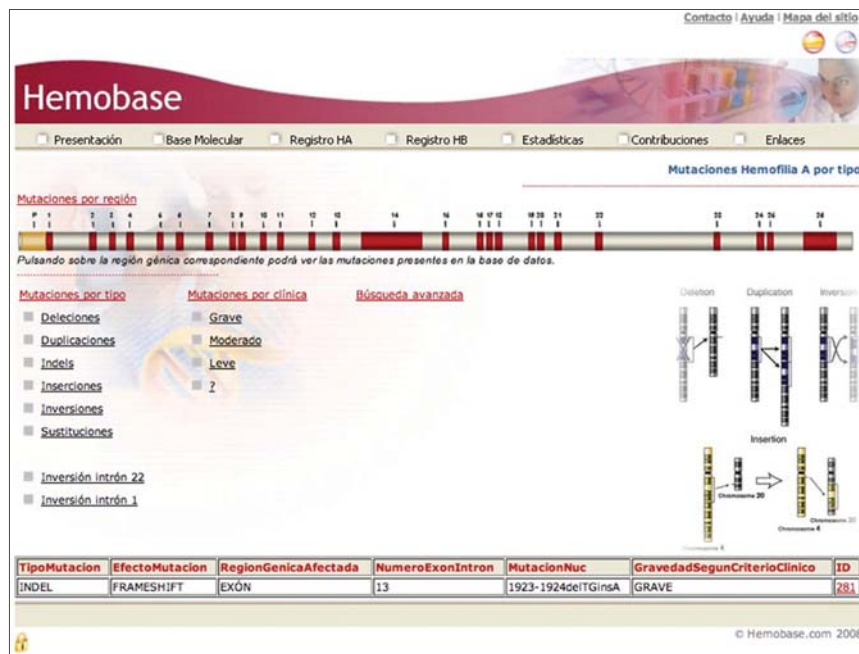 Contacto | Ayuda | Mapa del sitio
Hemobase
Presentación Base Molecular Registro HA Registro HB Estadísticas Contribuciones Enlaces
Mutaciones Hemofilia A por tipo
Mutaciones por región
P 1 2 3 4 5 6 7 8 9 10 11 12 13 14 15 16 17 18 19 20 21 22 23 24 25 26
Pulsando sobre la región génica correspondiente podrá ver las mutaciones presentes en la base de datos.
Mutaciones por tipo Mutaciones por clínica Búsqueda avanzada
Deleciones Grave
Duplicaciones Moderado
Indels Leve
Inserciones ?
Inversiones
Sustituciones
Inversión intrón 22
Inversión intrón 1
Deletion Duplication Inversion
Insertion
Chromosome 20
Chromosome 20
Chromosome 4
Chromosome 4
TipoMutacion EfectoMutacion RegionGenicaAfectada NumeroExonIntron MutacionNuc GravedadSegunCriterioClinico ID
INDEL FRAMESHIFT EXÓN 13 1923-1924delTGinsA GRAVE 281
© Hemobase.com 2008